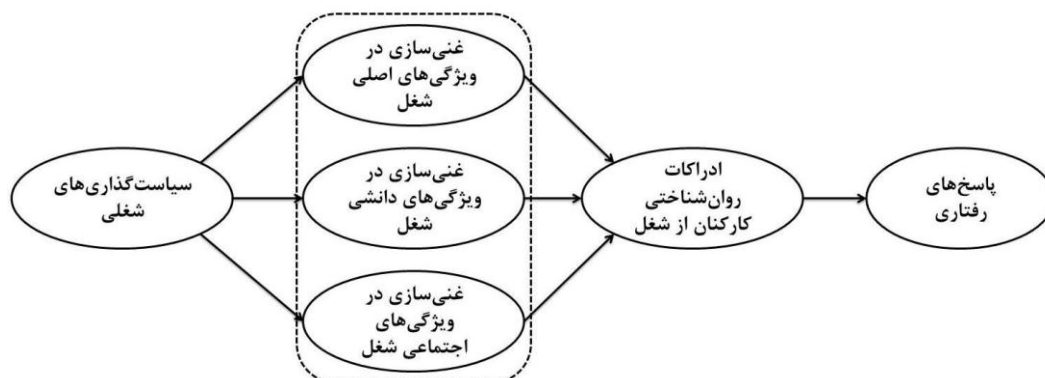 غنی‌سازی در
ویژگی‌های اصلی
شغل
سیاست‌گذاری‌های
شغلی
غنی‌سازی در
ویژگی‌های دانشی
شغل
ادراکات
روان‌شناختی
کارکنان از شغل
پاسخ‌های
رفتاری
غنی‌سازی در
ویژگی‌های
اجتماعی شغل